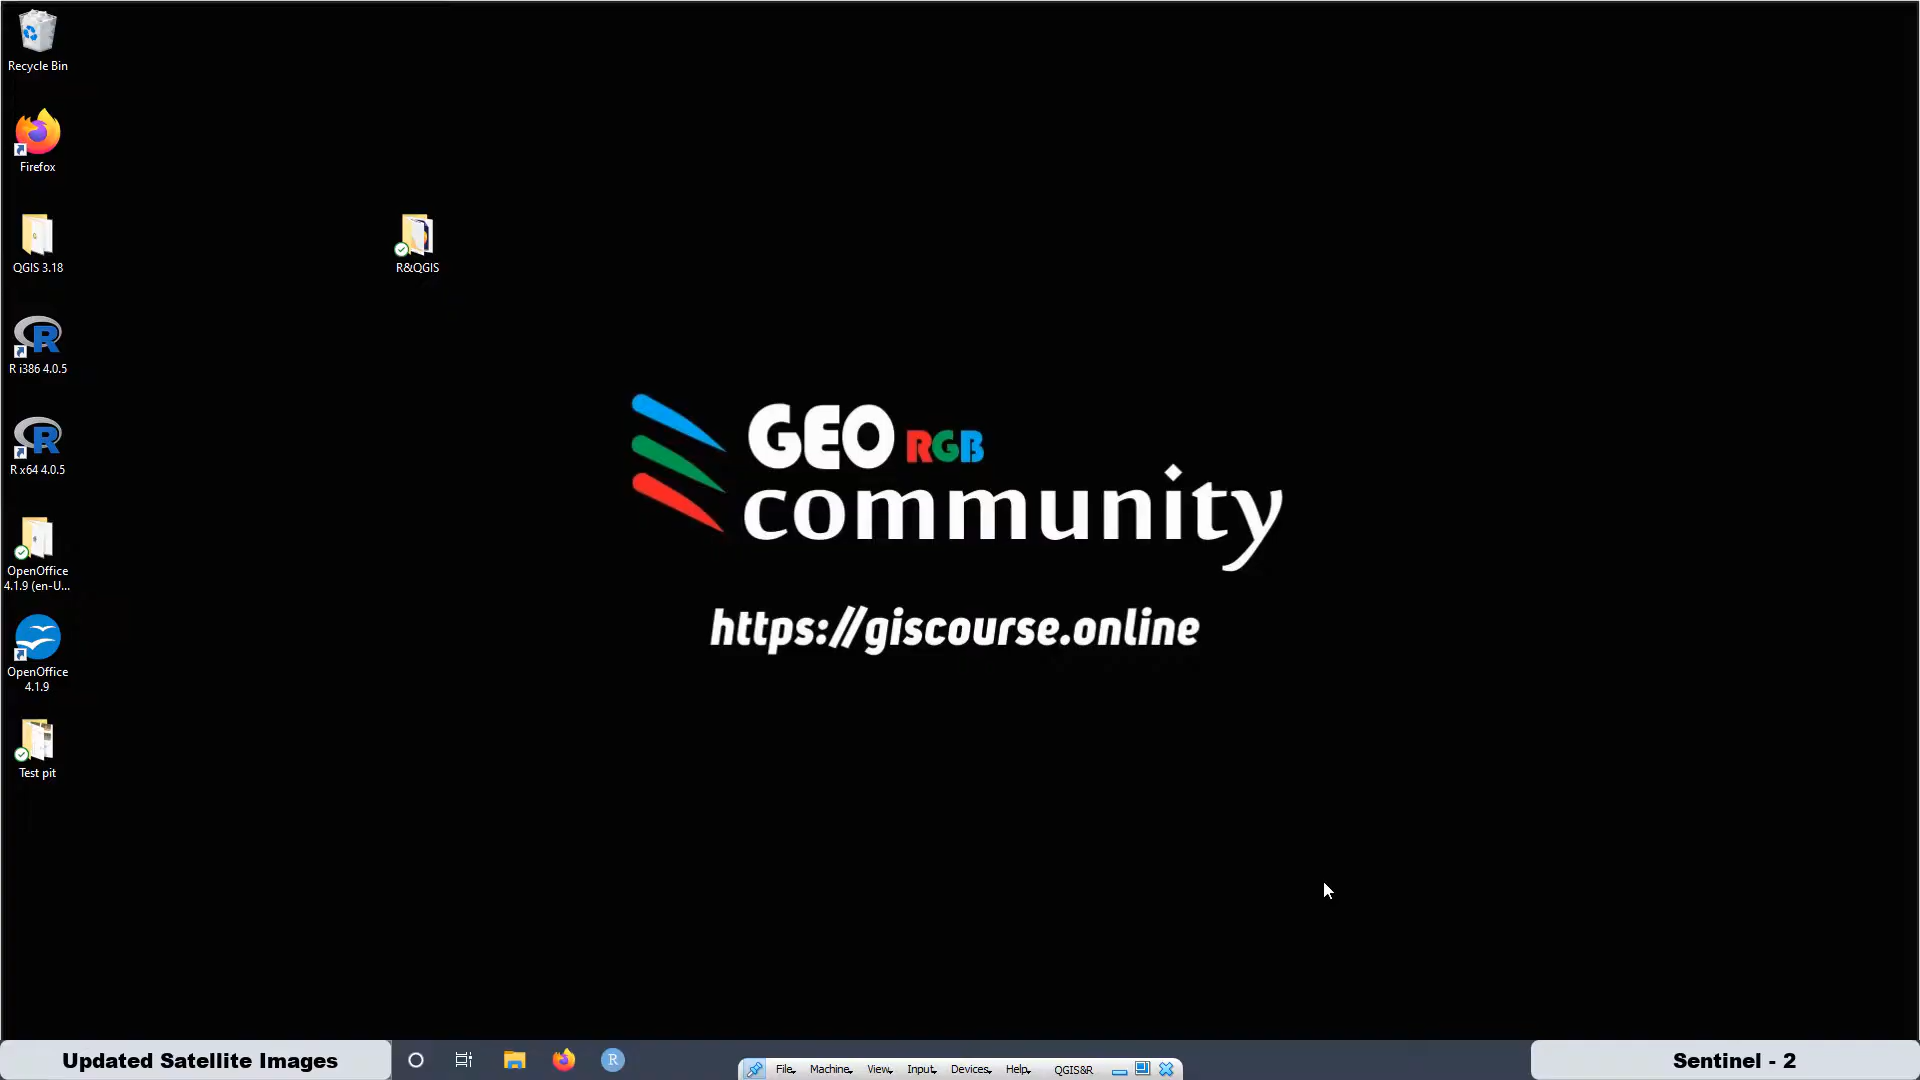 Recycle Bin
Firefox
QGIS 3.18
R&QGIS
R i386 4.0.5
R x64 4.0.5
OpenOffice
4.1.9 (en-U...
OpenOffice
4.1.9
Test pit
GEO RGB
community
https://giscourse.online
Updated Satellite Images
R
File
Machine
View
Input
Devices
Help
QGIS&R
Sentinel - 2